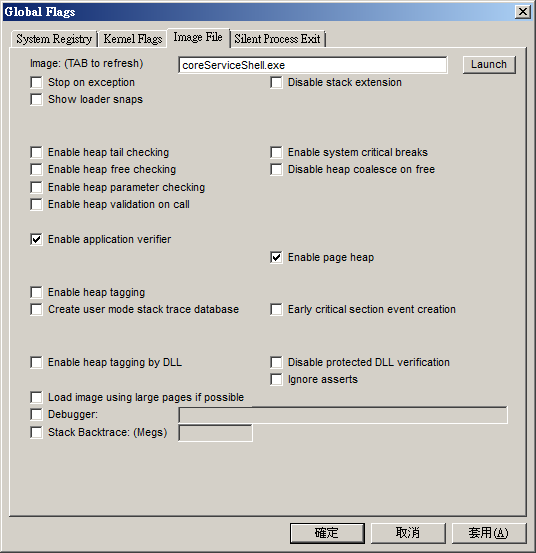 Global Flags
System Registry Kernel Flags Image File Silent Process Exit
Image: (TAB to refresh) coreServiceShell.exe Launch
Stop on exception Disable stack extension
Show loader snaps
Enable heap tail checking Enable system critical breaks
Enable heap free checking Disable heap coalesce on free
Enable heap parameter checking
Enable heap validation on call
Enable application verifier
Enable page heap
Enable heap tagging
Create user mode stack trace database Early critical section event creation
Enable heap tagging by DLL Disable protected DLL verification
Ignore asserts
Load image using large pages if possible
Debugger:
Stack Backtrace: (Megs)
確定 取消 套用(A)